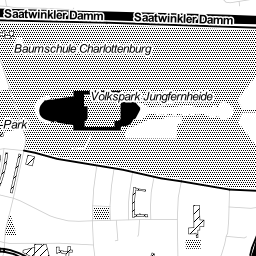 Saatwinkler Damm
Saatwinkler Damm
Baumschule Charlottenburg
Volkspark Jungfernheide
Park